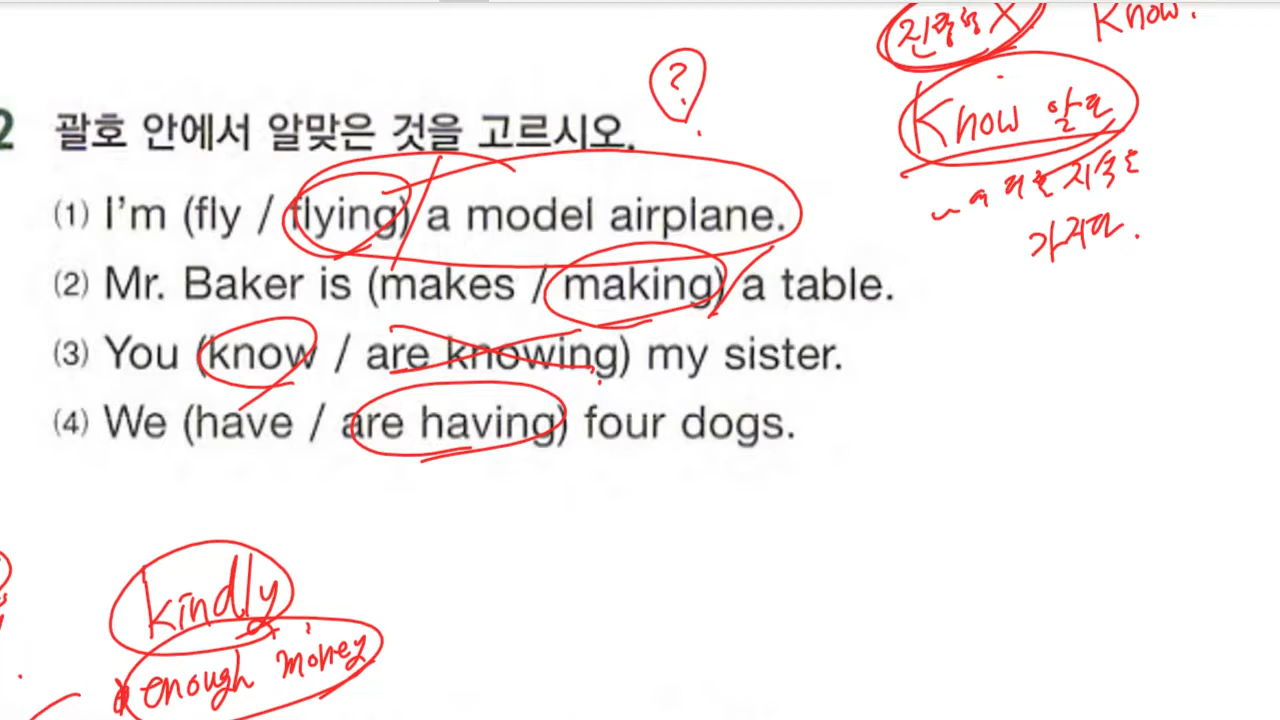 진행형 X Know.
2 괄호 안에서 알맞은 것을 고르시오. ?
Know 알다
(1) I'm (fly / flying) a model airplane.
지식을
가지다.
(2) Mr. Baker is (makes / making) a table.
(3) You (know / are knowing) my sister.
(4) We (have / are having) four dogs.
kindly
enough money